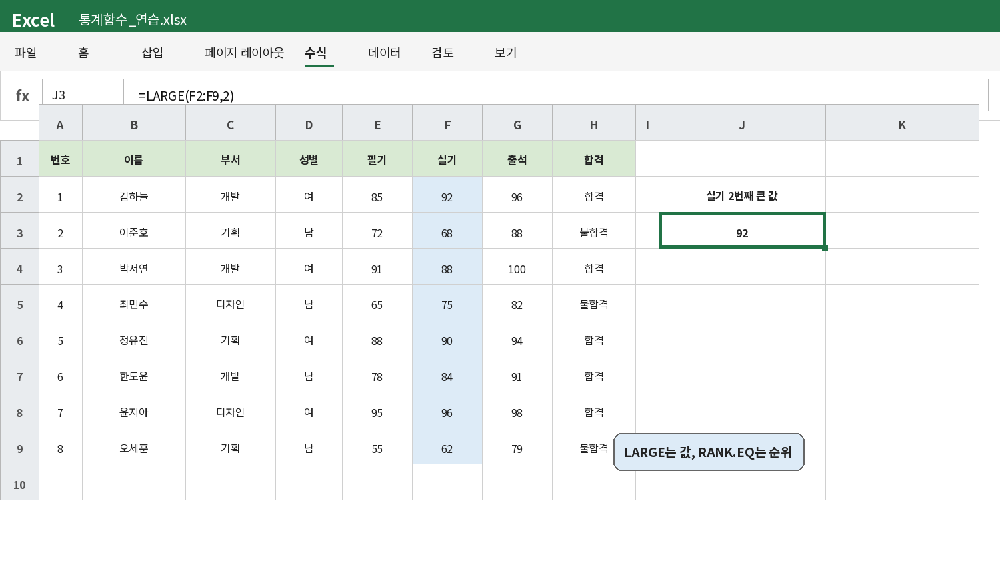 Excel 통계함수_연습.xlsx
파일 홈 삽입 페이지 레이아웃 수식 데이터 검토 보기
fx J3 =LARGE(F2:F9,2)
A B C D E F G H I J K
1 번호 이름 부서 성별 필기 실기 출석 합격
2 1 김하늘 개발 여 85 92 96 합격 실기 2번째 큰 값
3 2 이준호 기획 남 72 68 88 불합격 92
4 3 박서연 개발 여 91 88 100 합격
5 4 최민수 디자인 남 65 75 82 불합격
6 5 정유진 기획 여 88 90 94 합격
7 6 한도윤 개발 남 78 84 91 합격
8 7 윤지아 디자인 여 95 96 98 합격
9 8 오세훈 기획 남 55 62 79 불합격 LARGE는 값, RANK.EQ는 순위
10